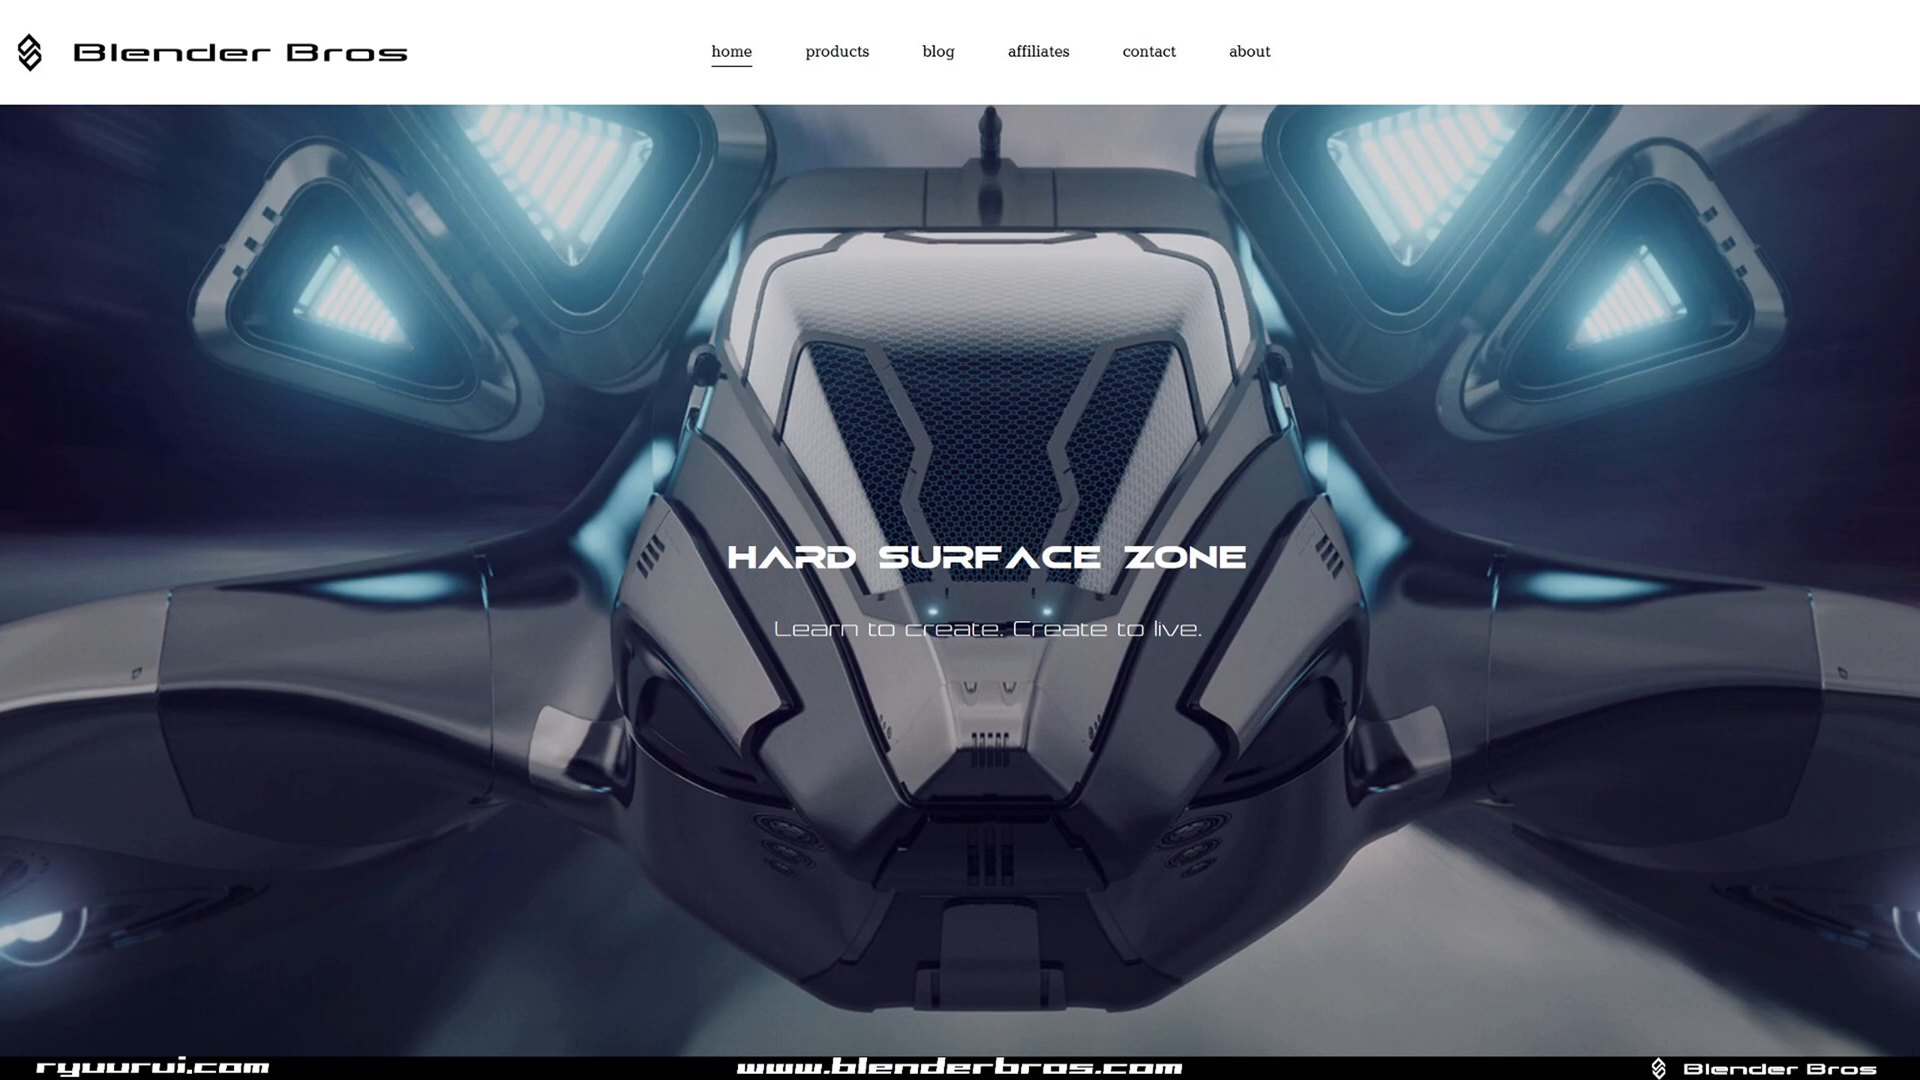 Blender Bros
home products blog affiliates contact about
HARD SURFACE ZONE
Learn to create. Create to live.
ryuurui.com www.blenderbros.com Blender Bros